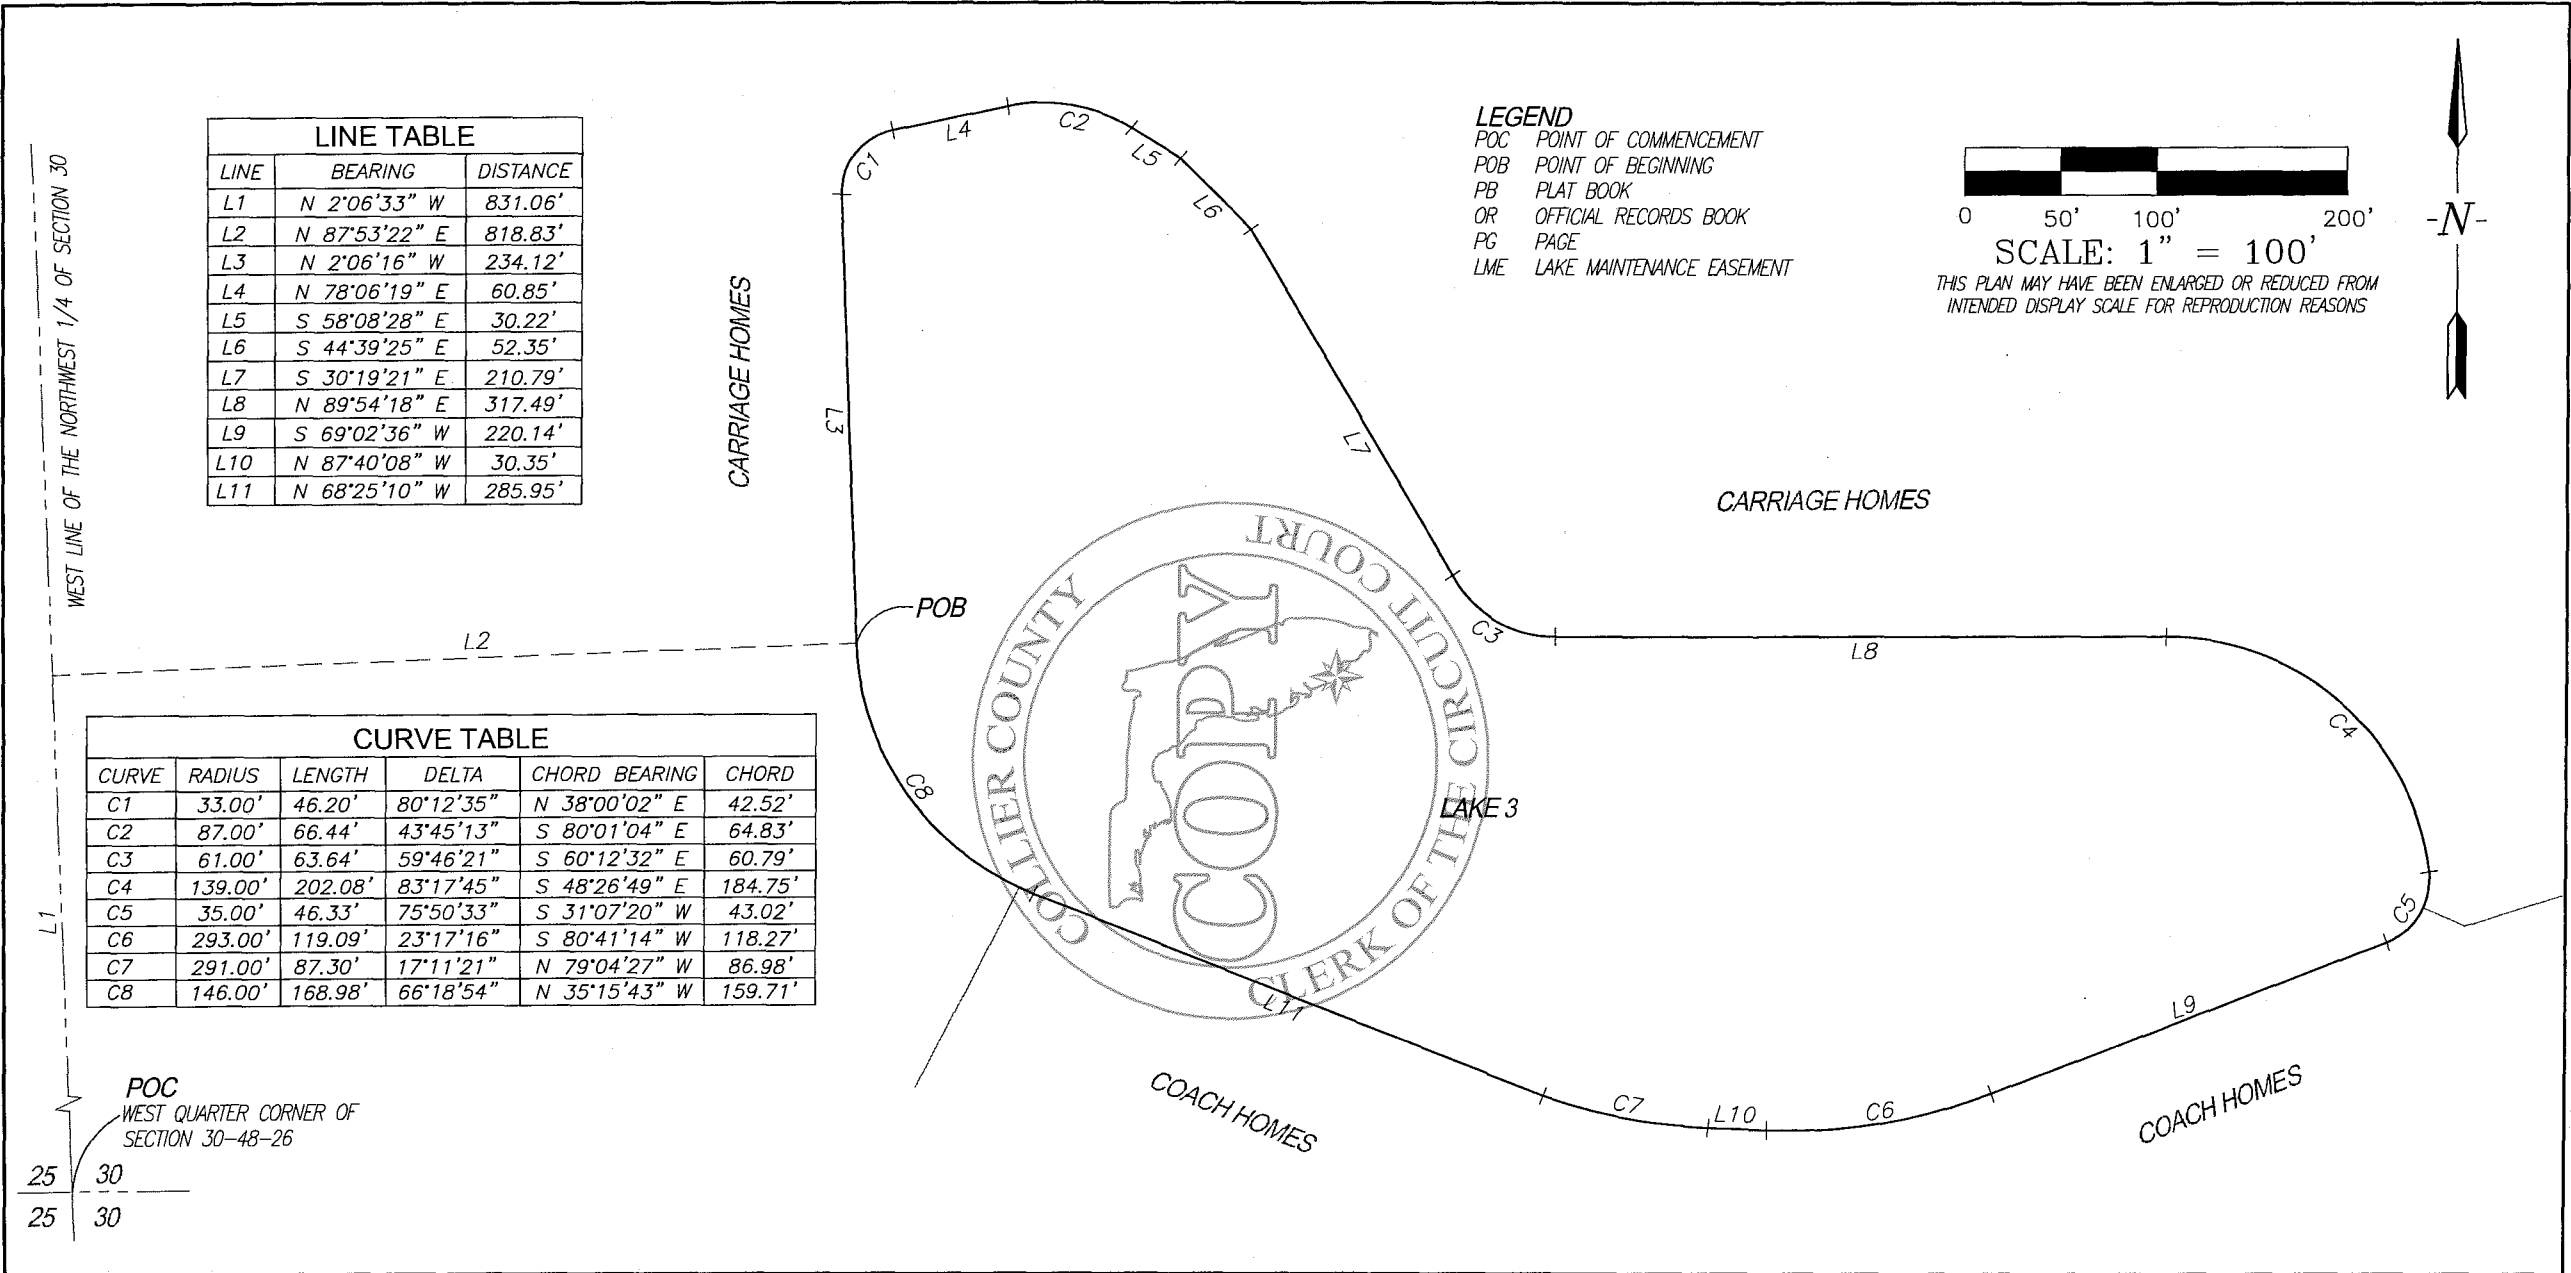 LINE TABLE
LINE BEARING DISTANCE
L1 N 2°06'33" W 831.06'
L2 N 87°53'22" E 818.83'
L3 N 2°06'16" W 234.12'
L4 N 78°06'19" E 60.85'
L5 S 58°08'28" E 30.22'
L6 S 44°39'25" E 52.35'
L7 S 30°19'21" E 210.79'
L8 N 89°54'18" E 317.49'
L9 S 69°02'36" W 220.14'
L10 N 87°40'08" W 30.35'
L11 N 68°25'10" W 285.95'
WEST LINE OF THE NORTHWEST 1/4 OF SECTION 30
LEGEND
POC POINT OF COMMENCEMENT
POB POINT OF BEGINNING
PB PLAT BOOK
OR OFFICIAL RECORDS BOOK
PG PAGE
LME LAKE MAINTENANCE EASEMENT
0 50' 100' 200'
SCALE: 1" = 100'
THIS PLAN MAY HAVE BEEN ENLARGED OR REDUCED FROM
INTENDED DISPLAY SCALE FOR REPRODUCTION REASONS
-N-
C1
L4
C2
L5
L6
L3
L7
CARRIAGE HOMES
CARRIAGE HOMES
POB
L2
C3
L8
C4
C5
L9
C6
L10
C7
L11
C8
LAKE 3
COLLIER COUNTY
CLERK OF THE CIRCUIT COURT
COPY
COACH HOMES
COACH HOMES
CURVE TABLE
CURVE RADIUS LENGTH DELTA CHORD BEARING CHORD
C1 33.00' 46.20' 80°12'35" N 38°00'02" E 42.52'
C2 87.00' 66.44' 43°45'13" S 80°01'04" E 64.83'
C3 61.00' 63.64' 59°46'21" S 60°12'32" E 60.79'
C4 139.00' 202.08' 83°17'45" S 48°26'49" E 184.75'
C5 35.00' 46.33' 75°50'33" S 31°07'20" W 43.02'
C6 293.00' 119.09' 23°17'16" S 80°41'14" W 118.27'
C7 291.00' 87.30' 17°11'21" N 79°04'27" W 86.98'
C8 146.00' 168.98' 66°18'54" N 35°15'43" W 159.71'
L1
POC
WEST QUARTER CORNER OF
SECTION 30-48-26
25 30
25 30